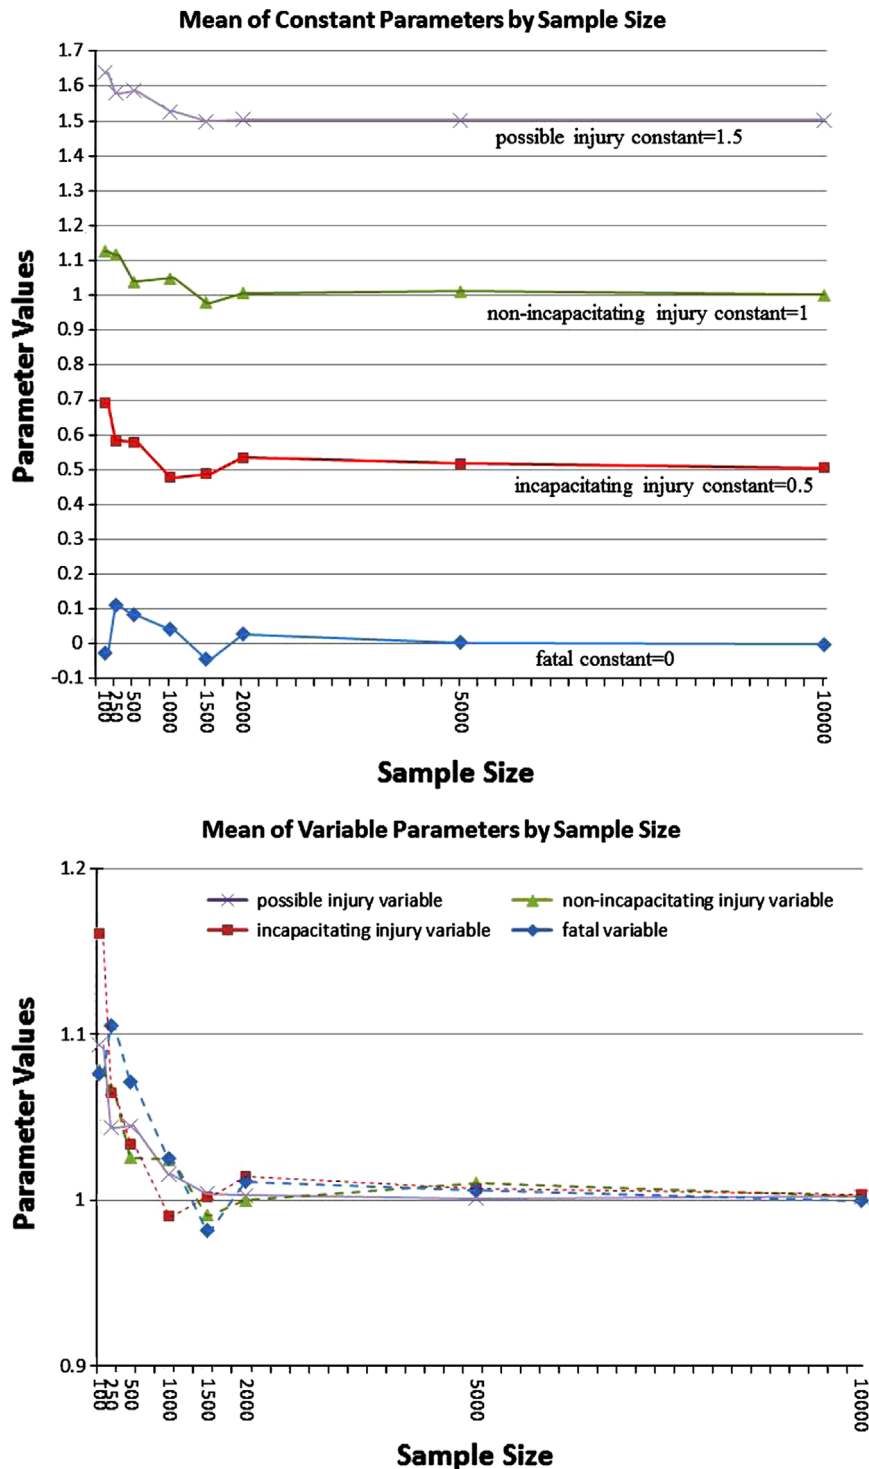 Mean of Constant Parameters by Sample Size
Parameter Values
1.7
1.6
1.5
1.4
1.3
1.2
1.1
1
0.9
0.8
0.7
0.6
0.5
0.4
0.3
0.2
0.1
0
-0.1
possible injury constant=1.5
non-incapacitating injury constant=1
incapacitating injury constant=0.5
fatal constant=0
100
250
500
1000
1500
2000
5000
10000
Sample Size
Mean of Variable Parameters by Sample Size
Parameter Values
1.2
1.1
1
0.9
possible injury variable
non-incapacitating injury variable
incapacitating injury variable
fatal variable
100
250
500
1000
1500
2000
5000
10000
Sample Size